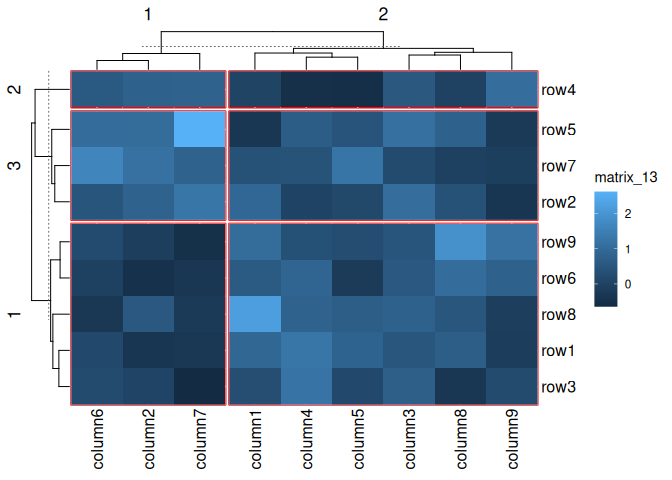 1 2
2
row4
row5
3
row7
matrix_13
row2
2
row9
1
row6
0
1
row8
row1
row3
column6
column2
column7
column1
column4
column5
column3
column8
column9